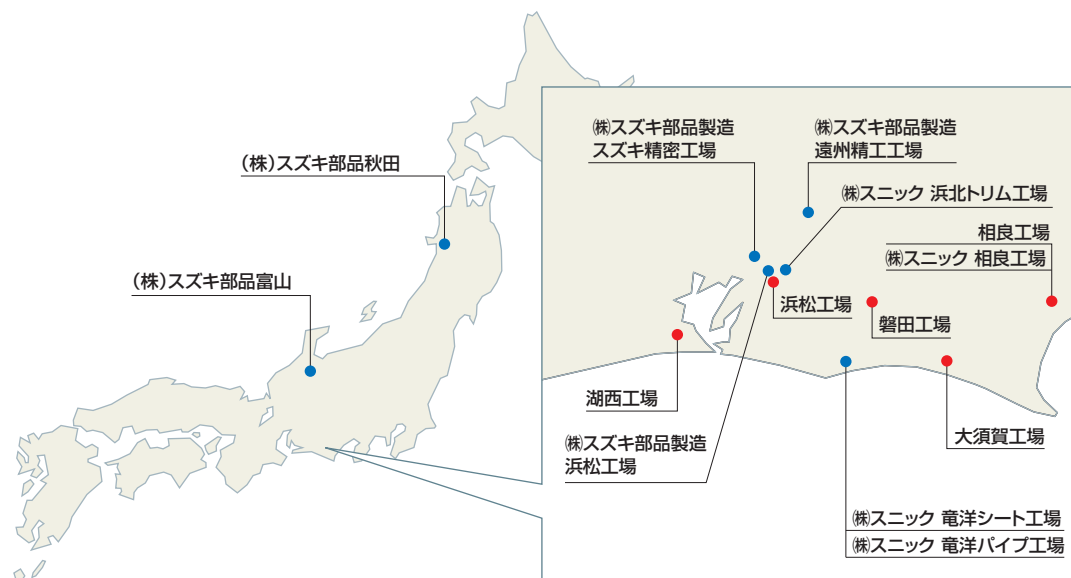 (株)スズキ部品秋田
(株)スズキ部品富山
㈱スズキ部品製造
スズキ精密工場
㈱スズキ部品製造
遠州精工工場
㈱スニック 浜北トリム工場
相良工場
㈱スニック 相良工場
浜松工場
磐田工場
湖西工場
㈱スズキ部品製造
浜松工場
大須賀工場
㈱スニック 竜洋シート工場
㈱スニック 竜洋パイプ工場